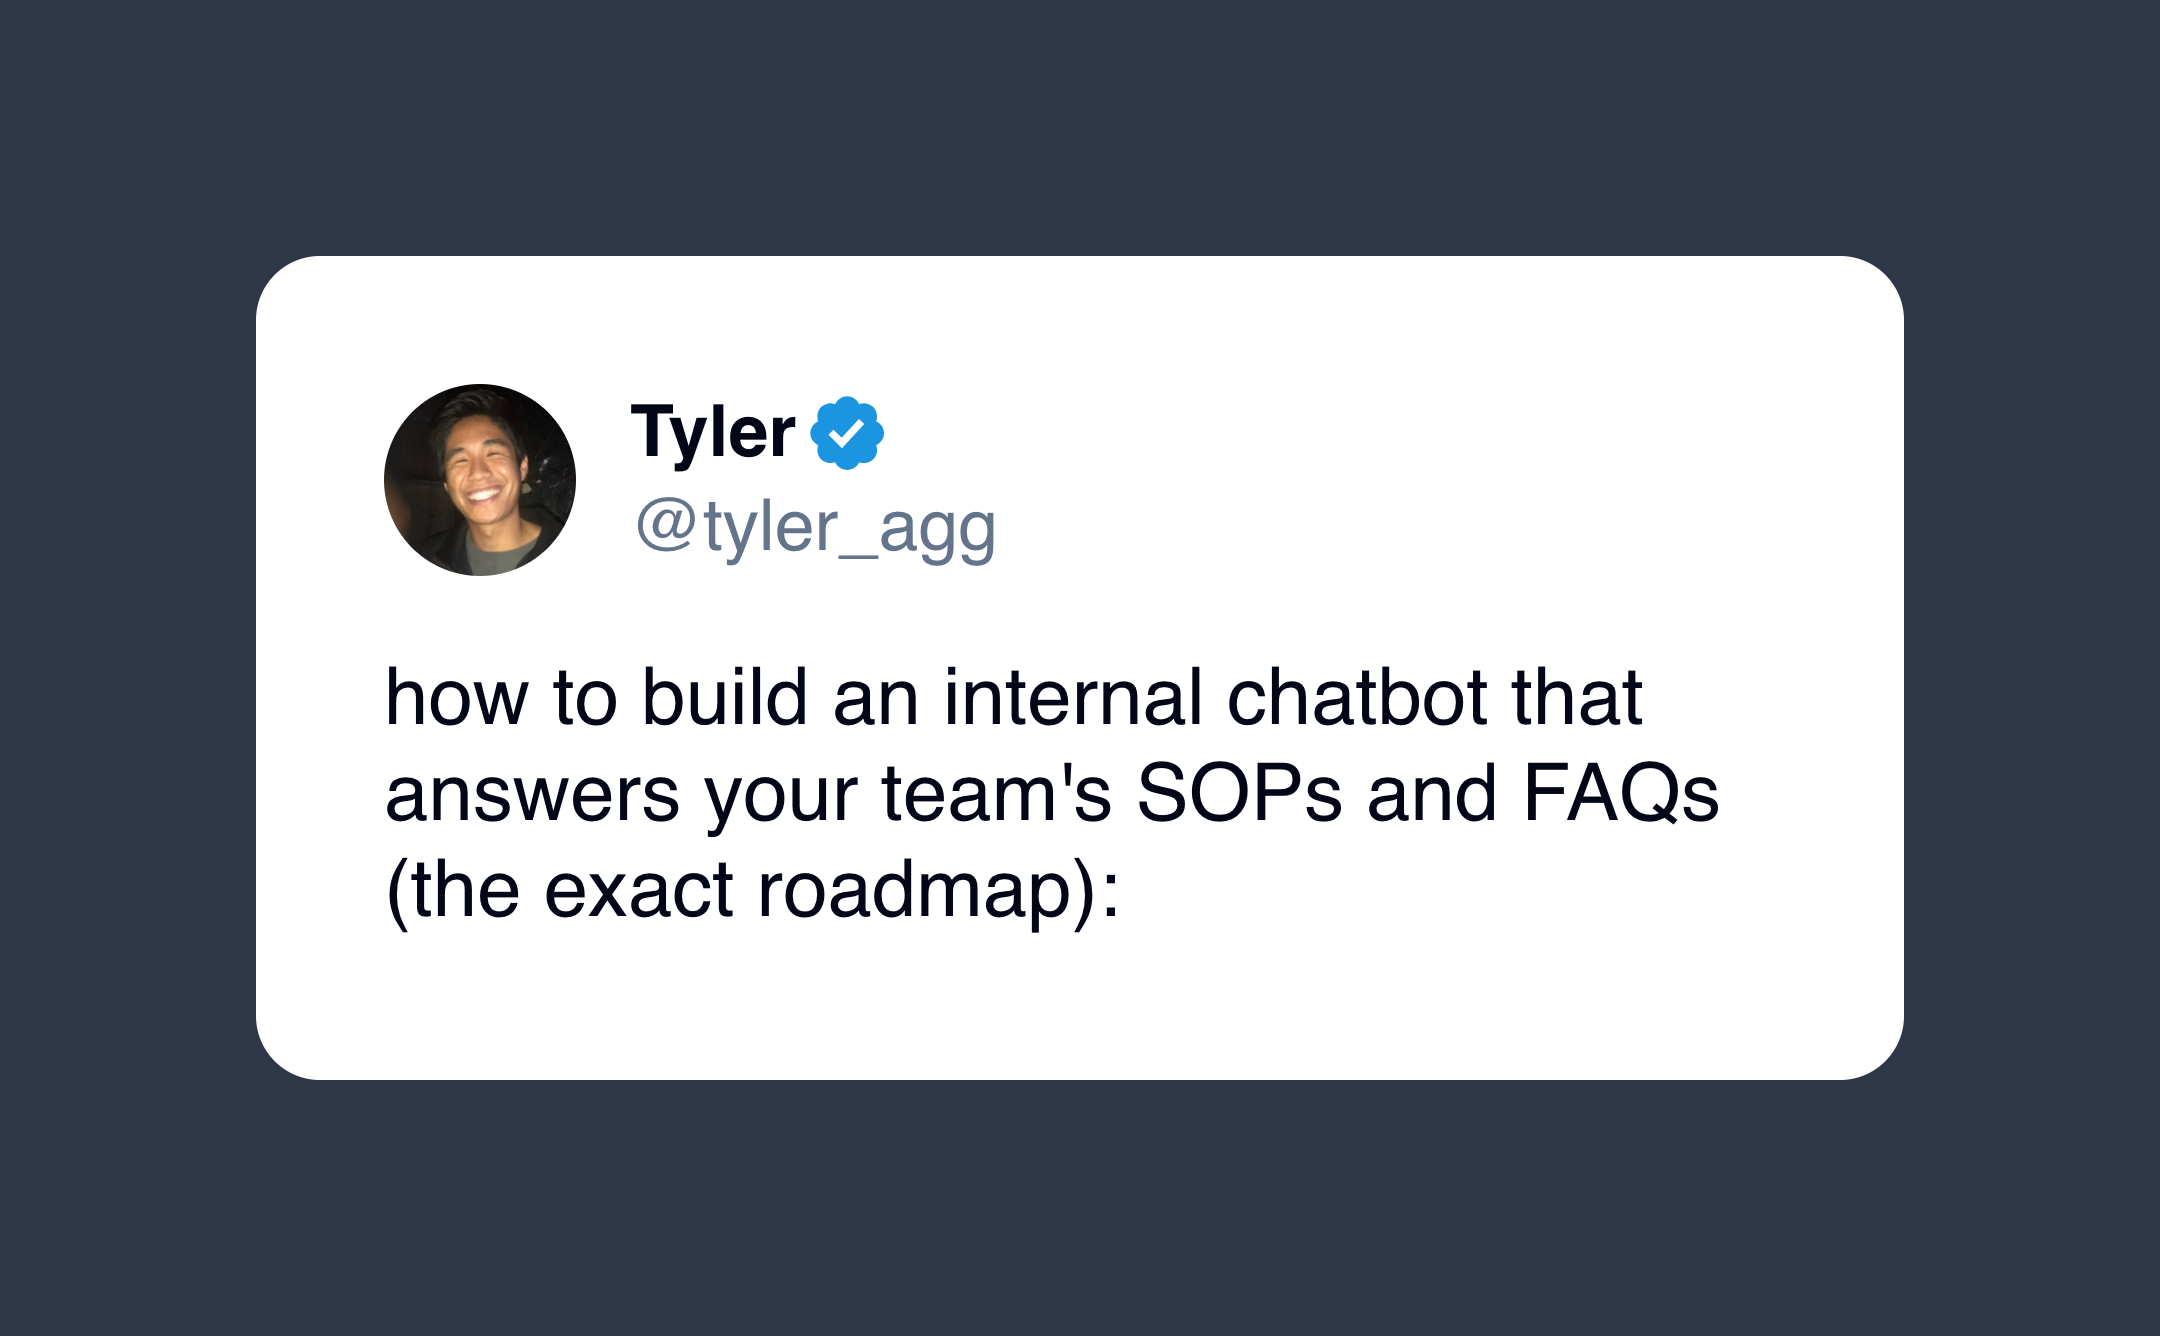 Tyler
@tyler_agg
how to build an internal chatbot that
answers your team's SOPs and FAQs
(the exact roadmap):